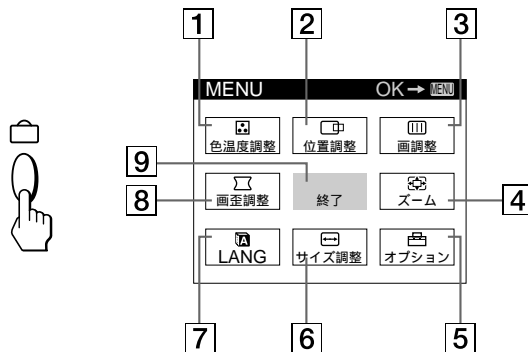 1 2 3
MENU OK→MENU
色温度調整 位置調整 画調整
9
8 画歪調整 終了 ズーム 4
LANG サイズ調整 オプション
7 6 5